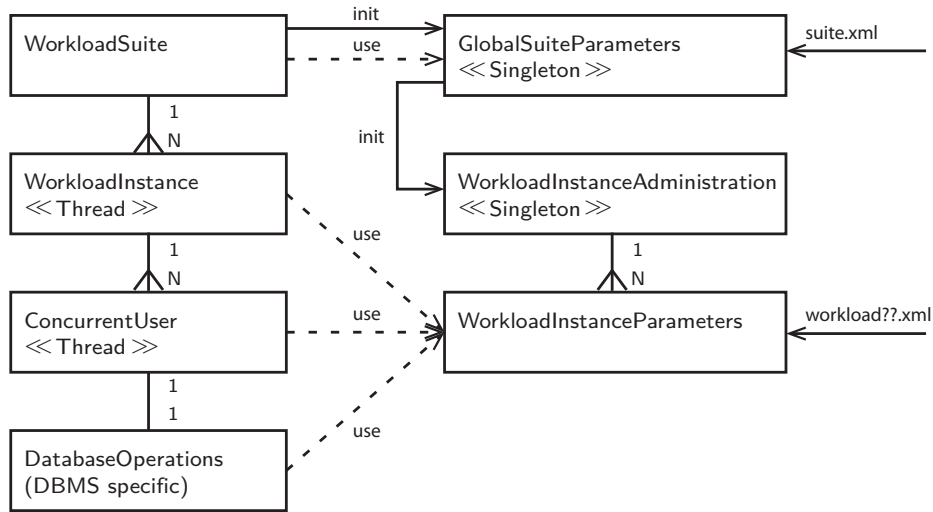 WorkloadSuite
init
use
GlobalSuiteParameters
<< Singleton >>
suite.xml
1
N
init
WorkloadInstance
<< Thread >>
WorkloadInstanceAdministration
<< Singleton >>
use
1
N
1
N
ConcurrentUser
<< Thread >>
use
WorkloadInstanceParameters
workload??.xml
1
1
use
DatabaseOperations
(DBMS specific)